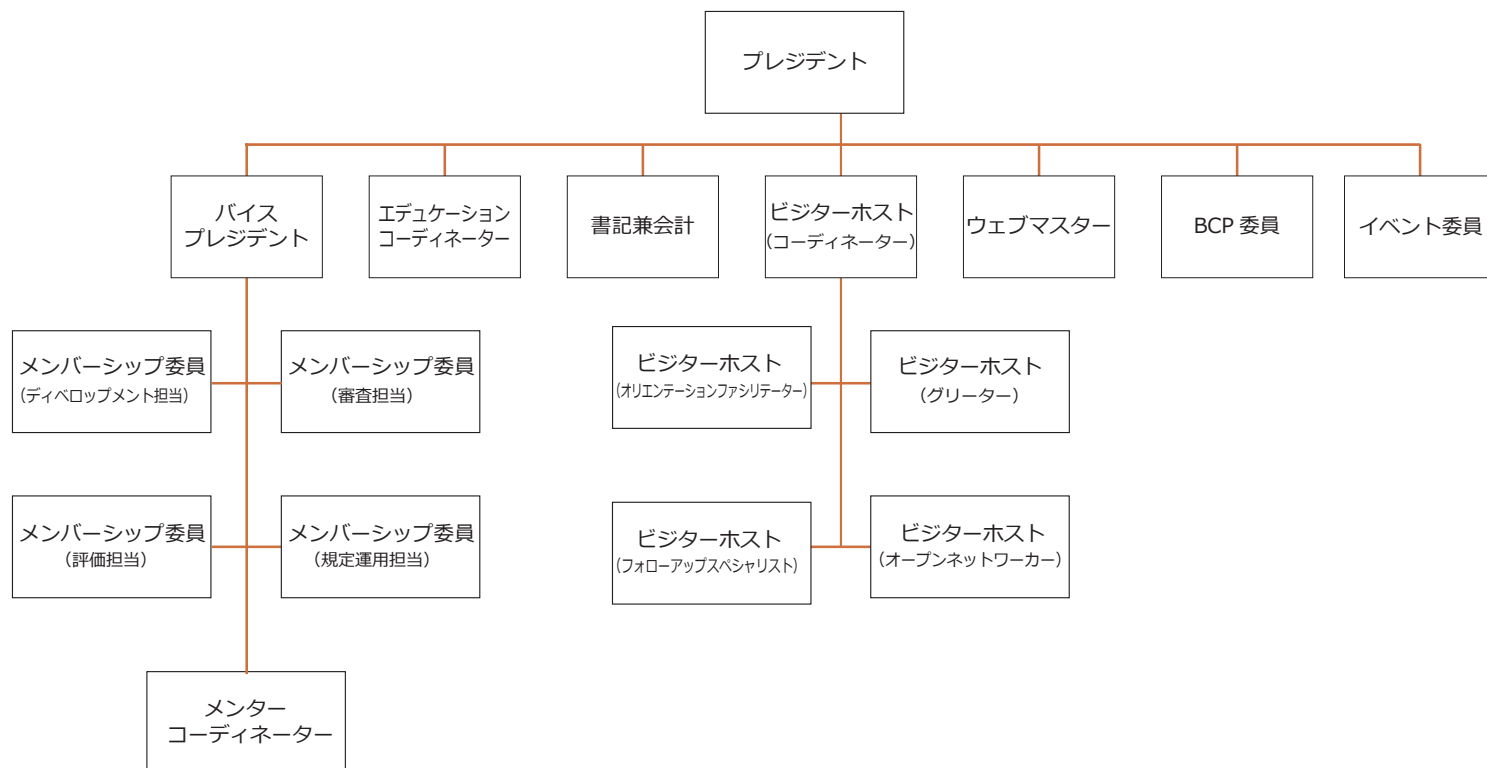 プレジデント
バイス
プレジデント
エデュケーション
コーディネーター
書記兼会計
ビジターホスト
(コーディネーター)
ウェブマスター
BCP 委員
イベント委員
メンバーシップ委員
(ディベロップメント担当)
メンバーシップ委員
(審査担当)
ビジターホスト
(オリエンテーションファシリテーター)
ビジターホスト
(グリーター)
メンバーシップ委員
(評価担当)
メンバーシップ委員
(規定運用担当)
ビジターホスト
(フォローアップスペシャリスト)
ビジターホスト
(オープンネットワーカー)
メンター
コーディネーター